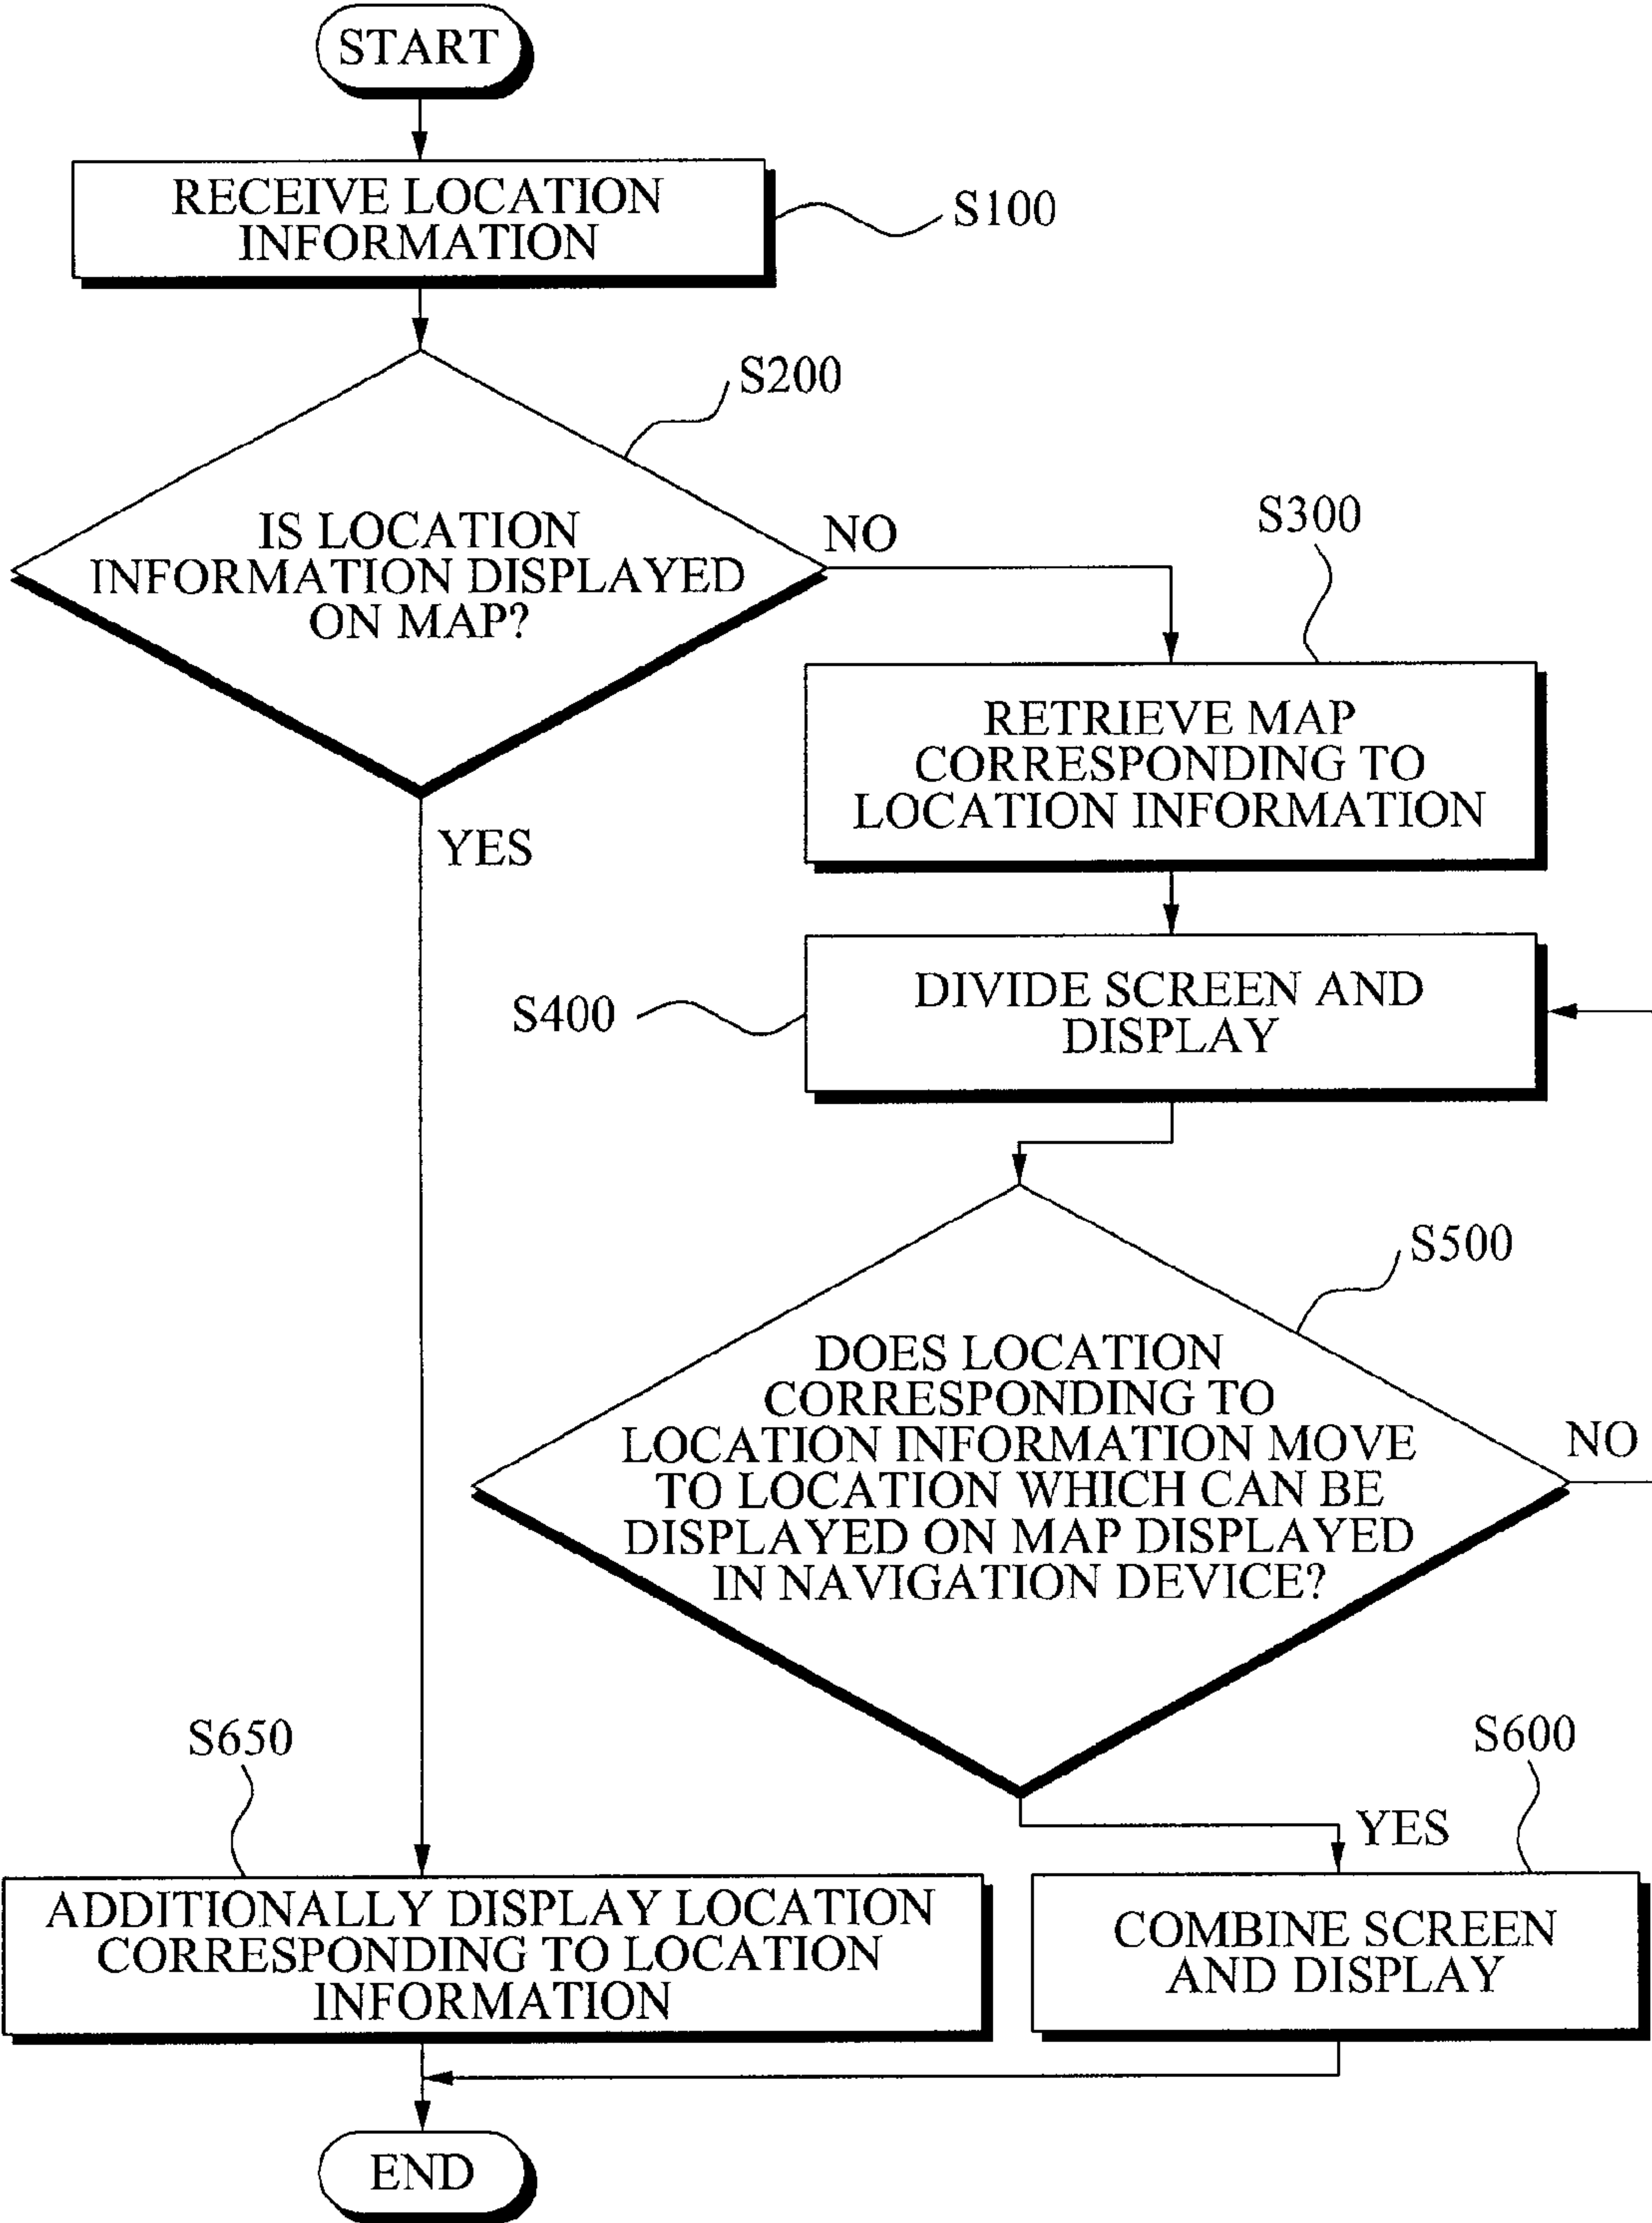 START
RECEIVE LOCATION
INFORMATION
S100
S200
IS LOCATION
INFORMATION DISPLAYED
ON MAP?
NO
YES
S300
RETRIEVE MAP
CORRESPONDING TO
LOCATION INFORMATION
S400
DIVIDE SCREEN AND
DISPLAY
S500
DOES LOCATION
CORRESPONDING TO
LOCATION INFORMATION MOVE
TO LOCATION WHICH CAN BE
DISPLAYED ON MAP DISPLAYED
IN NAVIGATION DEVICE?
NO
YES
S650
ADDITIONALLY DISPLAY LOCATION
CORRESPONDING TO LOCATION
INFORMATION
S600
COMBINE SCREEN
AND DISPLAY
END